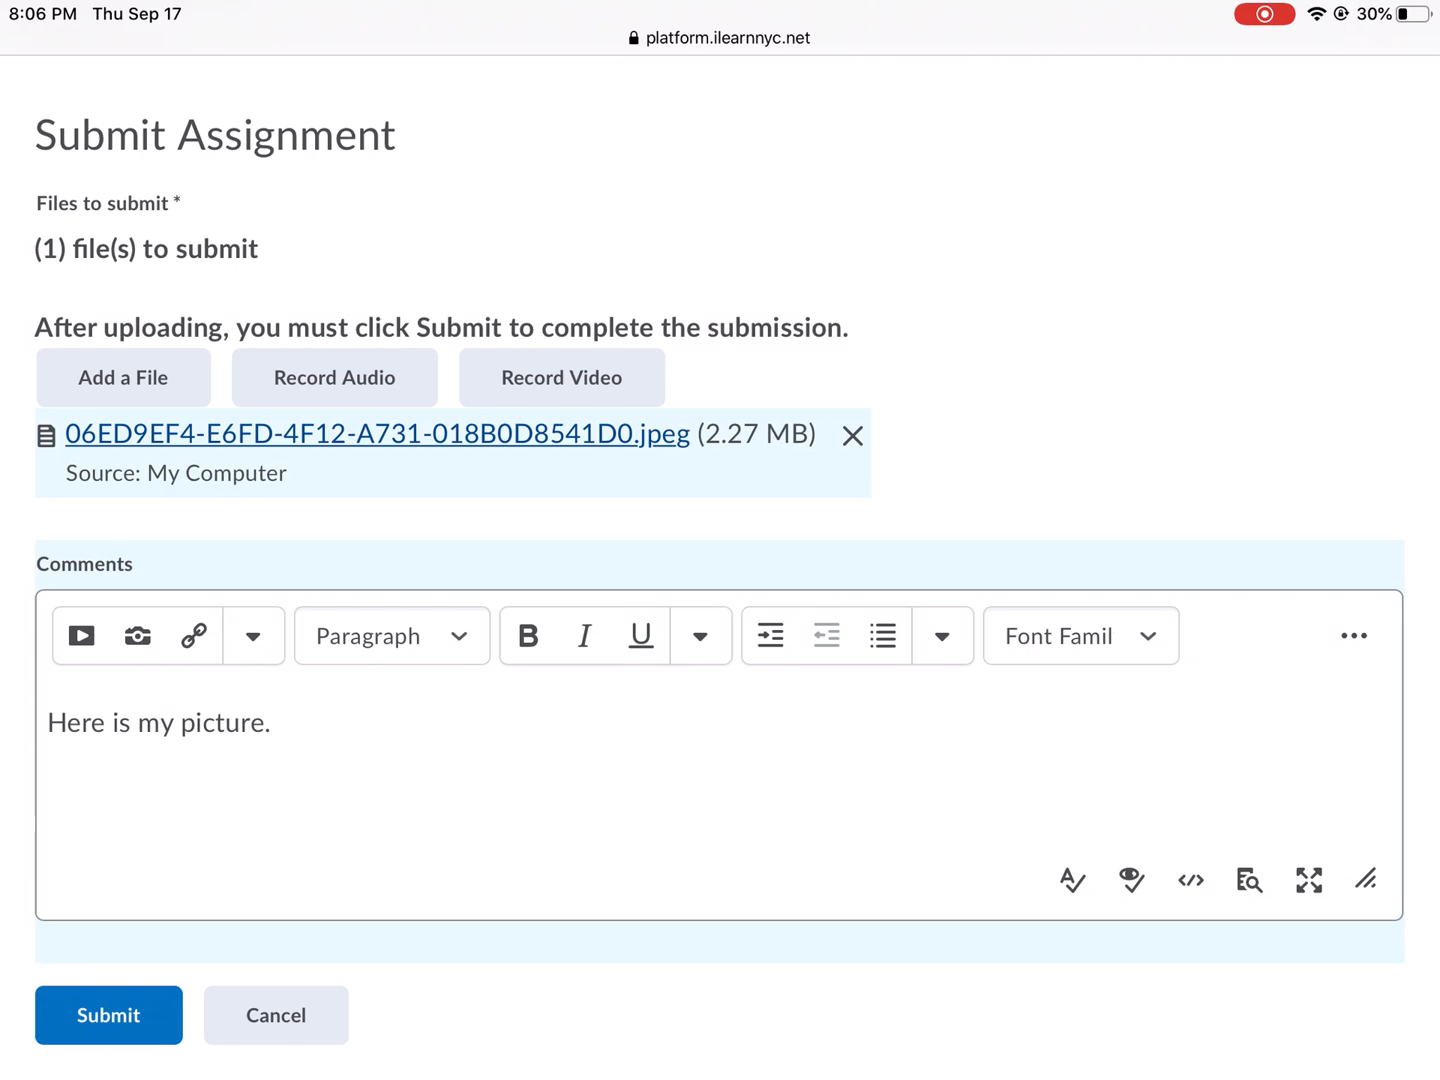 8:06 PM Thu Sep 17
30%
platform.ilearnnyc.net
Submit Assignment
Files to submit *
(1) file(s) to submit
After uploading, you must click Submit to complete the submission.
Add a File Record Audio Record Video
06ED9EF4-E6FD-4F12-A731-018B0D8541D0.jpeg (2.27 MB)
Source: My Computer
Comments
Paragraph B I U Font Famil
Here is my picture.
Submit Cancel